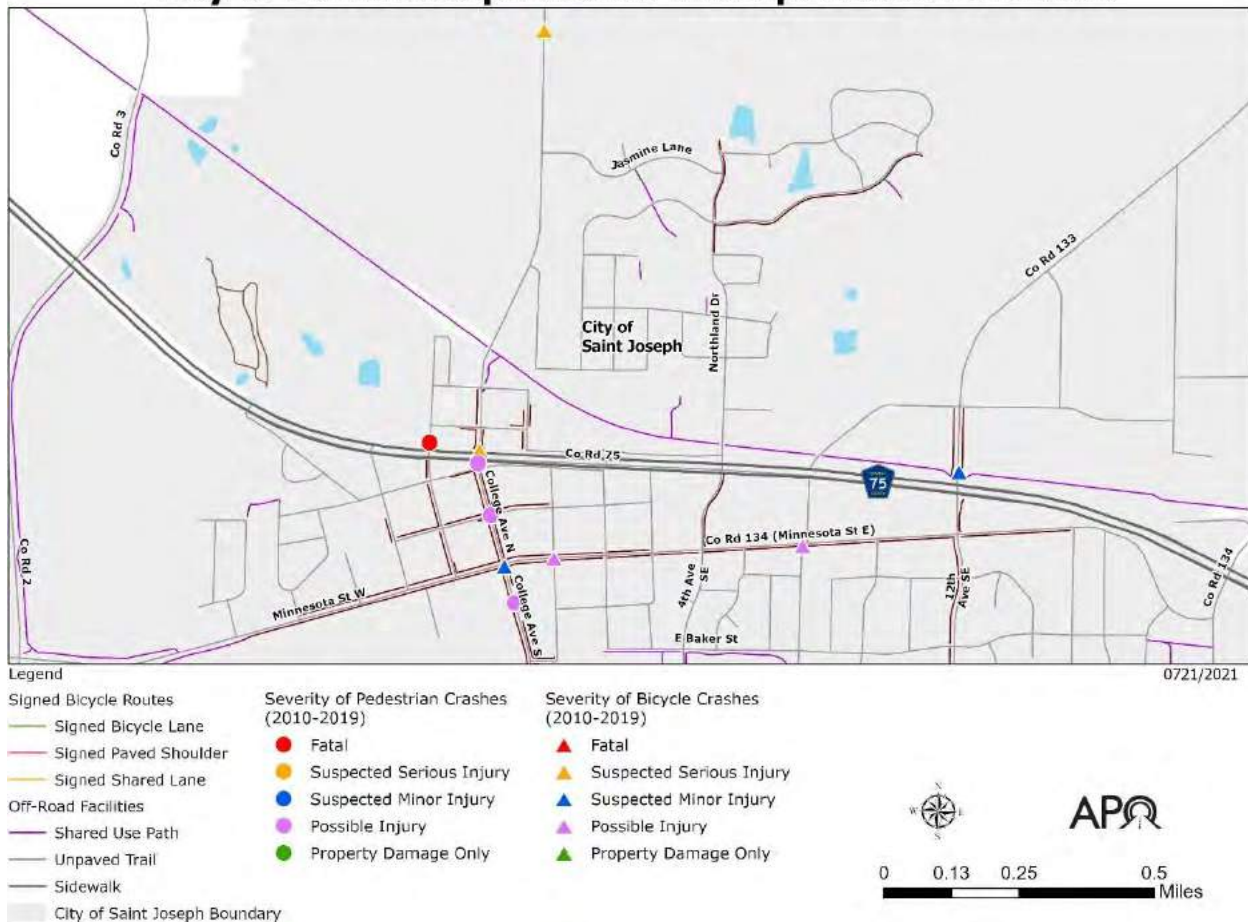 Co Rd 3
Jasmine Lane
Co Rd 133
City of
Saint Joseph
Northland Dr
Co Rd 75
75
College Ave N
Co Rd 134 (Minnesota St E)
Co Rd 2
Minnesota St W
College Ave S
4th Ave
SE
12th
Ave SE
Co Rd 134
E Baker St
Legend
0721/2021
Signed Bicycle Routes
Signed Bicycle Lane
Signed Paved Shoulder
Signed Shared Lane
Off-Road Facilities
Shared Use Path
Unpaved Trail
Sidewalk
City of Saint Joseph Boundary
Severity of Pedestrian Crashes
(2010-2019)
Fatal
Suspected Serious Injury
Suspected Minor Injury
Possible Injury
Property Damage Only
Severity of Bicycle Crashes
(2010-2019)
Fatal
Suspected Serious Injury
Suspected Minor Injury
Possible Injury
Property Damage Only
N
W E
S
APO
0 0.13 0.25 0.5
Miles